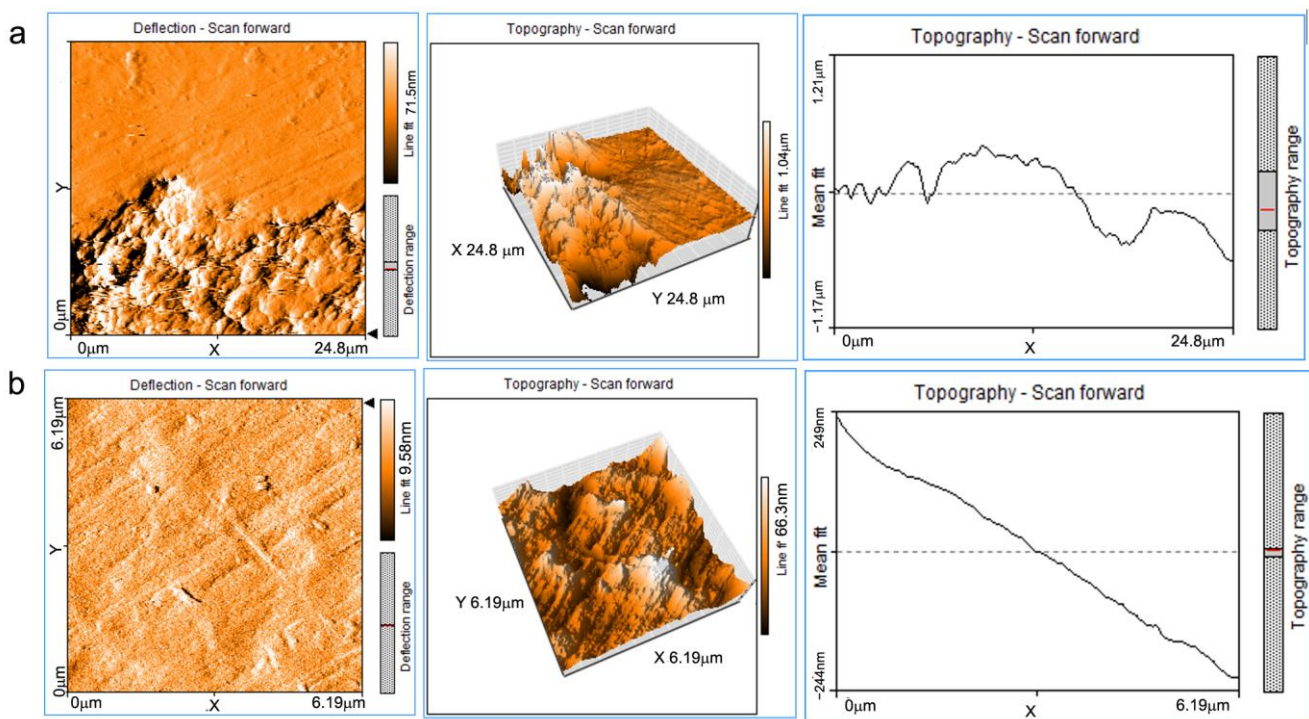 a
Deflection - Scan forward
Y
0µm
0µm
X
24.8µm
Line fit 71.5nm
Deflection range
Topography - Scan forward
X 24.8 µm
Y 24.8 µm
Line fit 1.04µm
Topography - Scan forward
1.21µm
Mean fit
−1.17µm
0µm
X
24.8µm
Topography range
b
Deflection - Scan forward
6.19µm
Y
0µm
0µm
X
6.19µm
Line fit 9.58nm
Deflection range
Topography - Scan forward
Y 6.19µm
X 6.19µm
Line f' 66.3nm
Topography - Scan forward
249nm
Mean fit
−244nm
0µm
X
6.19µm
Topography range